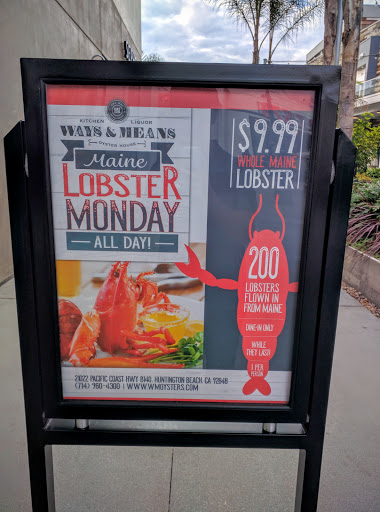 KITCHEN LIQUOR
WAYS & MEANS
OYSTER HOUSE
Maine
LOBSTER
MONDAY
ALL DAY!
$9.99
WHOLE MAINE
LOBSTER
200
LOBSTERS
FLOWN IN
FROM MAINE
DINE-IN ONLY
WHILE
THEY LAST!
1 PER
PERSON
21022 PACIFIC COAST HWY B140, HUNTINGTON BEACH, CA 92648
(714) 960-4300 | WWW.WMOYSTERS.COM